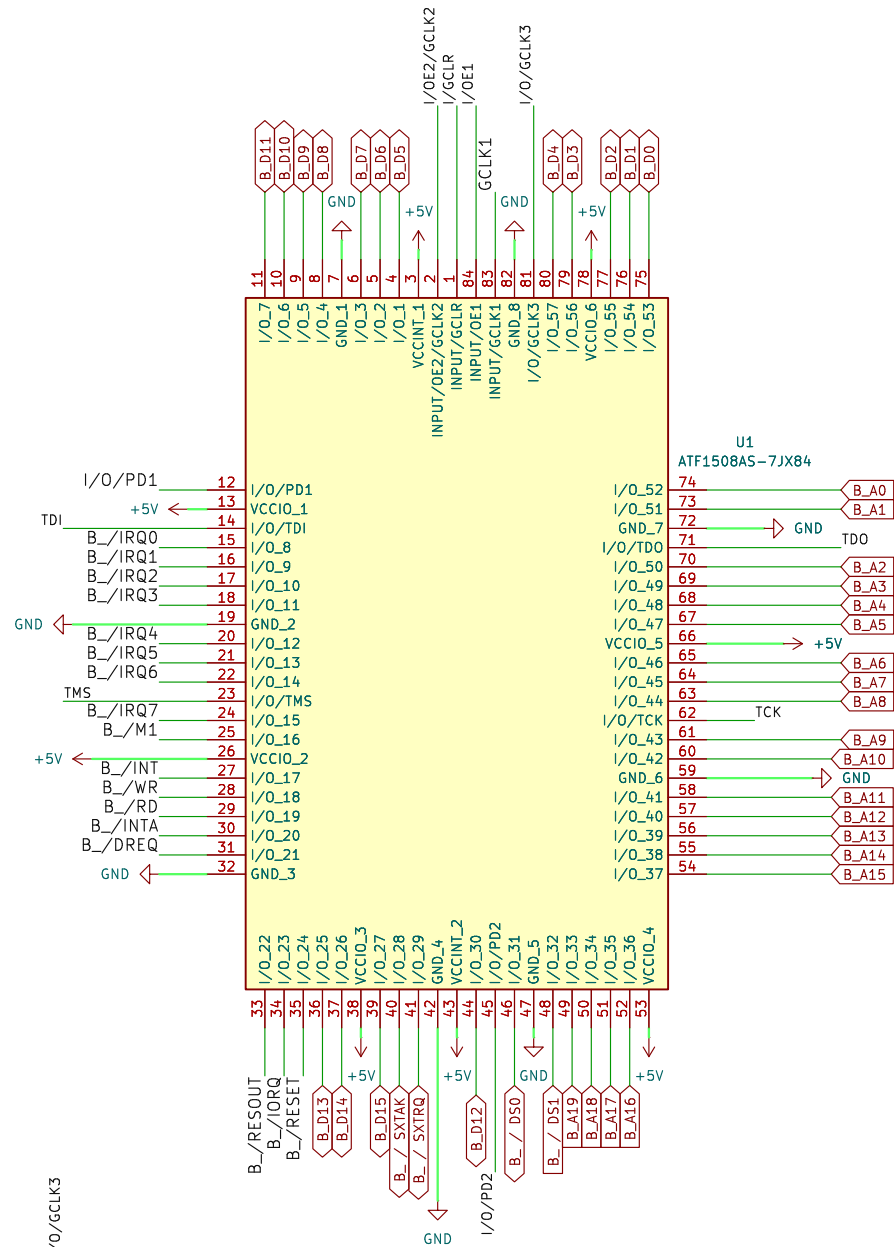 I/OE2/GCLK2
I/GCLR
I/OE1
GCLK1
I/O/GCLK3
B_D11
B_D10
B_D9
B_D8
B_D7
B_D6
B_D5
B_D4
B_D3
B_D2
B_D1
B_D0
GND
+5V
GND
+5V
11
10
9
8
7
6
5
4
3
2
1
84
83
82
81
80
79
78
77
76
75
I/O_7
I/O_6
I/O_5
I/O_4
GND_1
I/O_3
I/O_2
I/O_1
VCCINT_1
INPUT/OE2/GCLK2
INPUT/GCLR
INPUT/OE1
INPUT/GCLK1
GND_8
I/O/GCLK3
I/O_57
I/O_56
VCCIO_6
I/O_55
I/O_54
I/O_53
U1
ATF1508AS-7JX84
I/O/PD1 12 I/O/PD1
+5V 13 VCCIO_1
TDI 14 I/O/TDI
B_/IRQ0 15 I/O_8
B_/IRQ1 16 I/O_9
B_/IRQ2 17 I/O_10
B_/IRQ3 18 I/O_11
GND 19 GND_2
B_/IRQ4 20 I/O_12
B_/IRQ5 21 I/O_13
B_/IRQ6 22 I/O_14
TMS 23 I/O/TMS
B_/IRQ7 24 I/O_15
B_/M1 25 I/O_16
+5V 26 VCCIO_2
B_/INT 27 I/O_17
B_/WR 28 I/O_18
B_/RD 29 I/O_19
B_/INTA 30 I/O_20
B_/DREQ 31 I/O_21
GND 32 GND_3
I/O_52 74 B_A0
I/O_51 73 B_A1
GND_7 72 GND
I/O/TDO 71 TDO
I/O_50 70 B_A2
I/O_49 69 B_A3
I/O_48 68 B_A4
I/O_47 67 B_A5
VCCIO_5 66 +5V
I/O_46 65 B_A6
I/O_45 64 B_A7
I/O_44 63 B_A8
I/O/TCK 62 TCK
I/O_43 61 B_A9
I/O_42 60 B_A10
GND_6 59 GND
I/O_41 58 B_A11
I/O_40 57 B_A12
I/O_39 56 B_A13
I/O_38 55 B_A14
I/O_37 54 B_A15
I/O_22
I/O_23
I/O_24
I/O_25
I/O_26
VCCIO_3
I/O_27
I/O_28
I/O_29
GND_4
VCCINT_2
I/O_30
I/O/PD2
I/O_31
GND_5
I/O_32
I/O_33
I/O_34
I/O_35
I/O_36
VCCIO_4
33
34
35
36
37
38
39
40
41
42
43
44
45
46
47
48
49
50
51
52
53
B_/RESOUT
B_/IORQ
B_/RESET
B_D13
B_D14
+5V
B_D15
B_/SXTAK
B_/SXTRQ
GND
+5V
B_D12
I/O/PD2
B_/DS0
GND
B_/DS1
B_A19
B_A18
B_A17
B_A16
+5V
/O/GCLK3